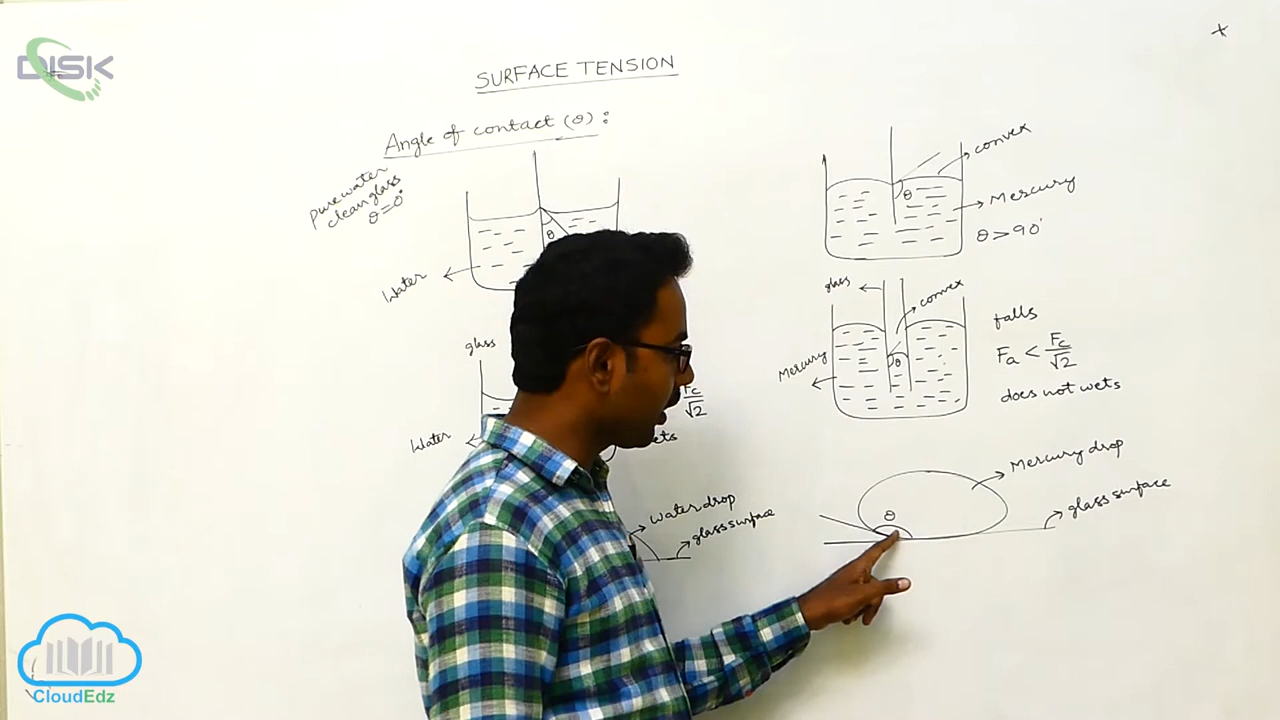 DISK
SURFACE TENSION
Angle of contact (θ) :
pure water
clean glass
θ=0°
θ
Water
convex
Mercury
θ
θ>90°
glass
Water
Fc
√2
wets
glass
convex
Mercury
θ
falls
Fa < Fc/√2
does not wets
Water drop
glass surface
Mercury drop
glass surface
θ
CloudEdz